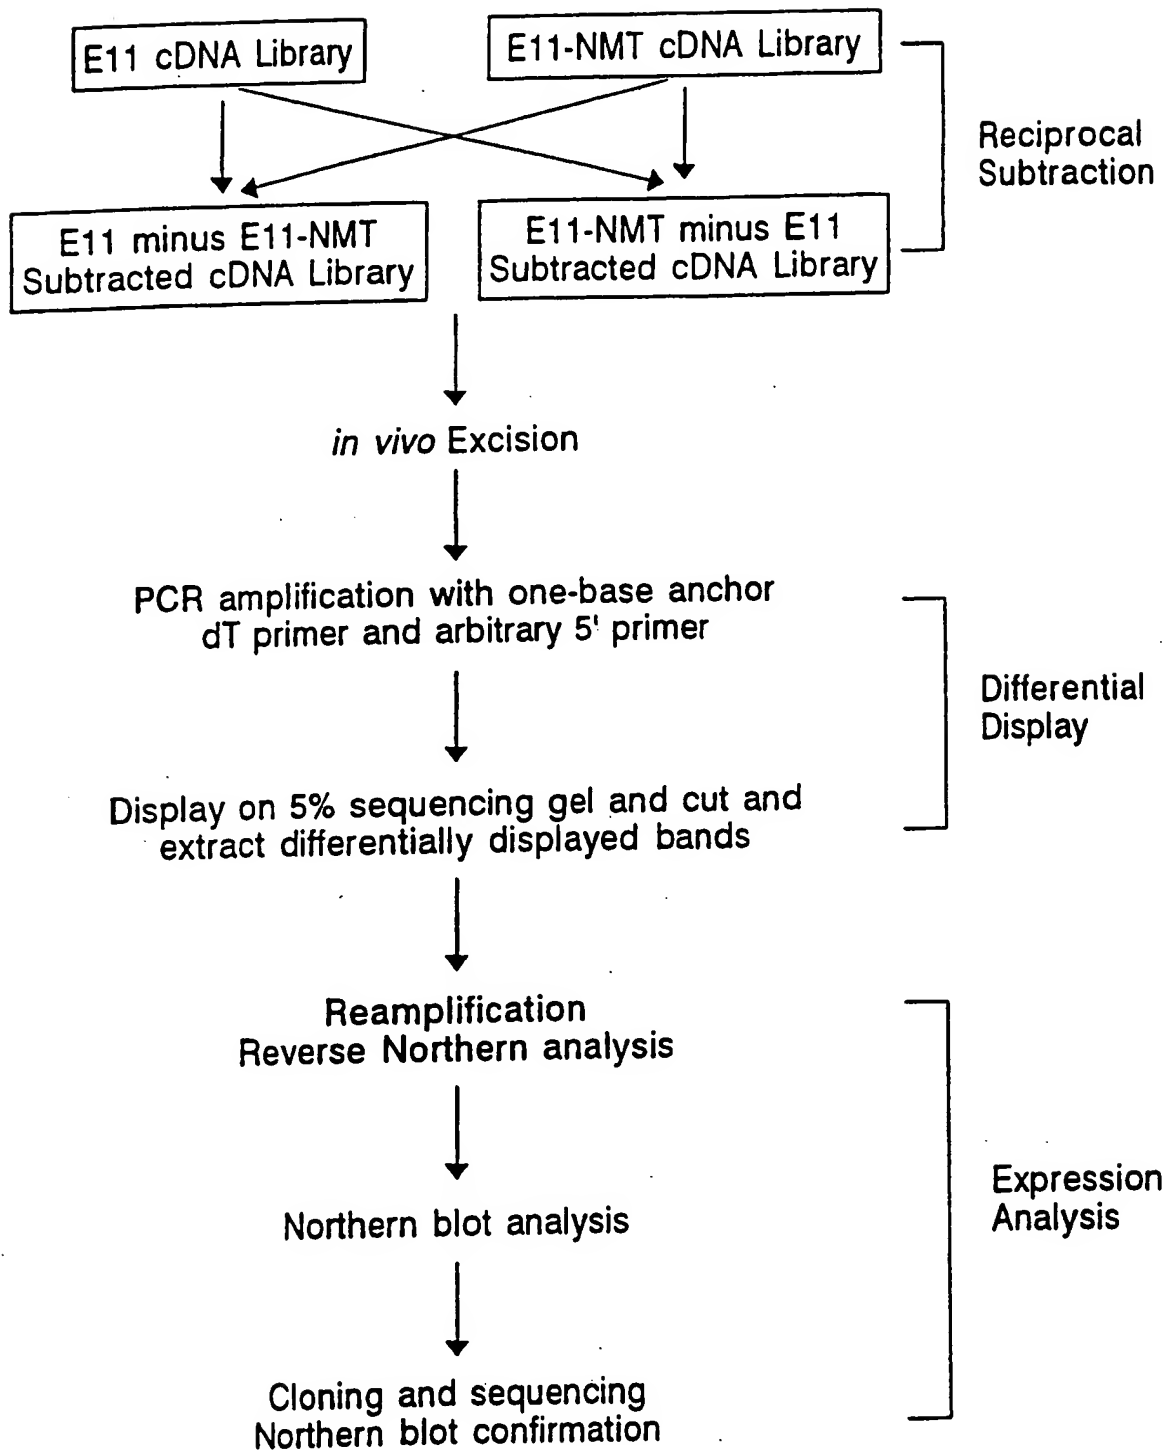 E11 cDNA Library
E11-NMT cDNA Library
Reciprocal
Subtraction
E11 minus E11-NMT
Subtracted cDNA Library
E11-NMT minus E11
Subtracted cDNA Library
in vivo Excision
PCR amplification with one-base anchor
dT primer and arbitrary 5' primer
Differential
Display
Display on 5% sequencing gel and cut and
extract differentially displayed bands
Reamplification
Reverse Northern analysis
Northern blot analysis
Expression
Analysis
Cloning and sequencing
Northern blot confirmation